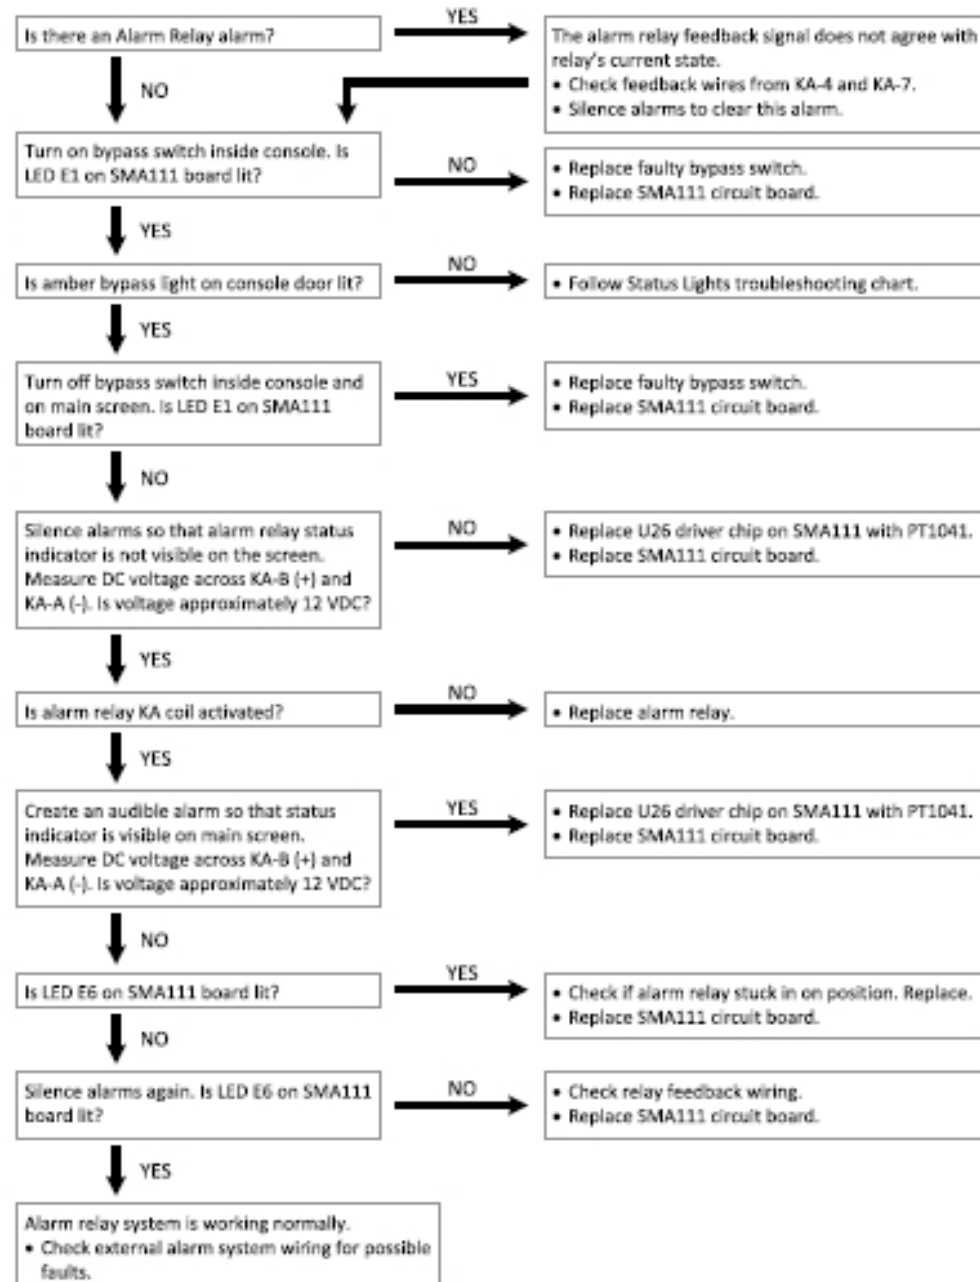 Is there an Alarm Relay alarm?
YES
The alarm relay feedback signal does not agree with
relay's current state.
• Check feedback wires from KA-4 and KA-7.
• Silence alarms to clear this alarm.
NO
Turn on bypass switch inside console. Is
LED E1 on SMA111 board lit?
NO
• Replace faulty bypass switch.
• Replace SMA111 circuit board.
YES
Is amber bypass light on console door lit?
NO
• Follow Status Lights troubleshooting chart.
YES
Turn off bypass switch inside console and
on main screen. Is LED E1 on SMA111
board lit?
YES
• Replace faulty bypass switch.
• Replace SMA111 circuit board.
NO
Silence alarms so that alarm relay status
indicator is not visible on the screen.
Measure DC voltage across KA-B (+) and
KA-A (-). Is voltage approximately 12 VDC?
NO
• Replace U26 driver chip on SMA111 with PT1041.
• Replace SMA111 circuit board.
YES
Is alarm relay KA coil activated?
NO
• Replace alarm relay.
YES
Create an audible alarm so that status
indicator is visible on main screen.
Measure DC voltage across KA-B (+) and
KA-A (-). Is voltage approximately 12 VDC?
YES
• Replace U26 driver chip on SMA111 with PT1041.
• Replace SMA111 circuit board.
NO
Is LED E6 on SMA111 board lit?
YES
• Check if alarm relay stuck in on position. Replace.
• Replace SMA111 circuit board.
NO
Silence alarms again. Is LED E6 on SMA111
board lit?
NO
• Check relay feedback wiring.
• Replace SMA111 circuit board.
YES
Alarm relay system is working normally.
• Check external alarm system wiring for possible
faults.